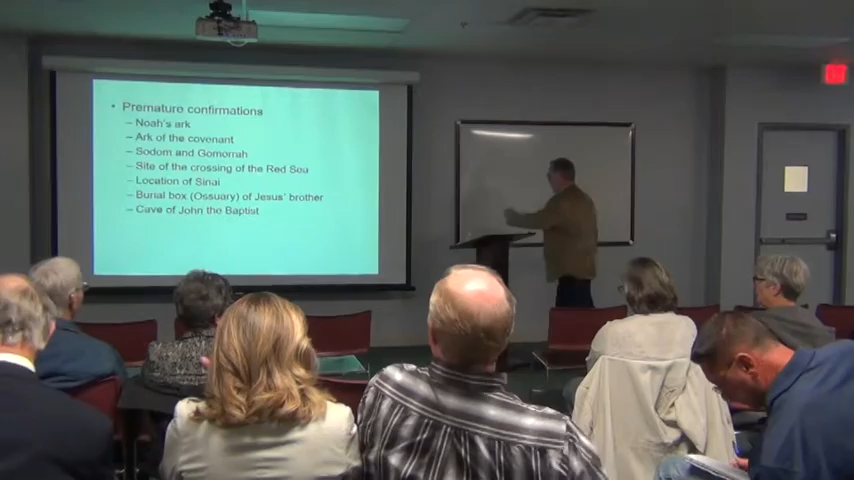 • Premature confirmations
– Noah's ark
– Ark of the covenant
– Sodom and Gomorrah
– Site of the crossing of the Red Sea
– Location of Sinai
– Burial box (Ossuary) of Jesus' brother
– Cave of John the Baptist
EXIT